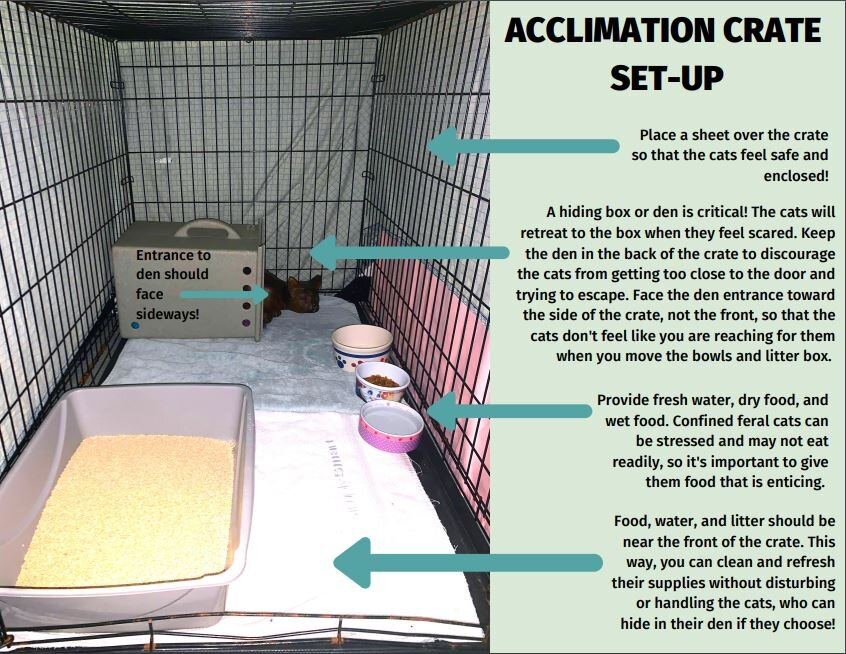 ACCLIMATION CRATE
SET-UP
Place a sheet over the crate
so that the cats feel safe and
enclosed!
A hiding box or den is critical! The cats will
retreat to the box when they feel scared. Keep
the den in the back of the crate to discourage
the cats from getting too close to the door and
trying to escape. Face the den entrance toward
the side of the crate, not the front, so that the
cats don't feel like you are reaching for them
when you move the bowls and litter box.
Entrance to
den should
face
sideways!
Provide fresh water, dry food, and
wet food. Confined feral cats can
be stressed and may not eat
readily, so it's important to give
them food that is enticing.
Food, water, and litter should be
near the front of the crate. This
way, you can clean and refresh
their supplies without disturbing
or handling the cats, who can
hide in their den if they choose!